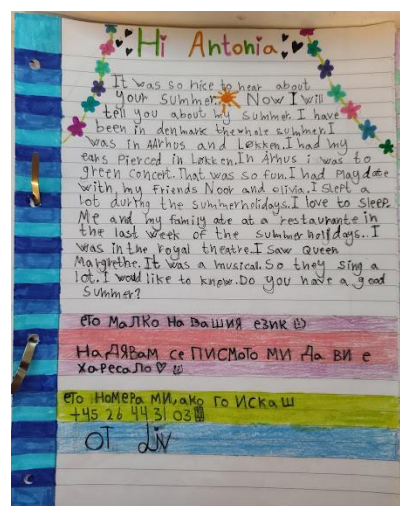 Hi Antonia
It was so nice to hear about
your summer. Now I will
tell you about my summer. I have
been in denmark the whole summer. I
was in AArhus and Løkken. I had my
ears Pierced in Løkken. In Arhus i was to
green concert. That was so fun. I had Playdate
with my friends Noor and olivia. I slept a
lot during the summerholidays. I love to sleep.
Me and my family ate at a restaurante in
the last week of the summerholidays. I
was in the royal theatre. I saw Queen
Margrethe. It was a musical. So they sing a
lot. I would like to know. Do you have a good
Summer?
ето малко на вашия език
Надявам се писмото ми да ви е
харесало
ето номера ми, ако го искаш
+45 26 44 31 03
от Liv